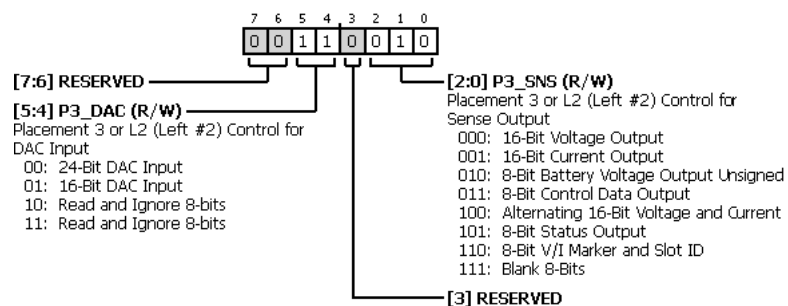 7 6 5 4 3 2 1 0
0 0 1 1 0 0 1 0
[7:6] RESERVED
[5:4] P3_DAC (R/W)
Placement 3 or L2 (Left #2) Control for
DAC Input
00: 24-Bit DAC Input
01: 16-Bit DAC Input
10: Read and Ignore 8-bits
11: Read and Ignore 8-bits
[2:0] P3_SNS (R/W)
Placement 3 or L2 (Left #2) Control for
Sense Output
000: 16-Bit Voltage Output
001: 16-Bit Current Output
010: 8-Bit Battery Voltage Output Unsigned
011: 8-Bit Control Data Output
100: Alternating 16-Bit Voltage and Current
101: 8-Bit Status Output
110: 8-Bit V/I Marker and Slot ID
111: Blank 8-Bits
[3] RESERVED